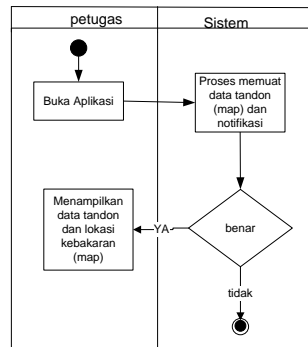 petugas
Sistem
Buka Aplikasi
Proses memuat
data tandon
(map) dan
notifikasi
Menampilkan
data tandon
dan lokasi
kebakaran
(map)
YA
benar
tidak